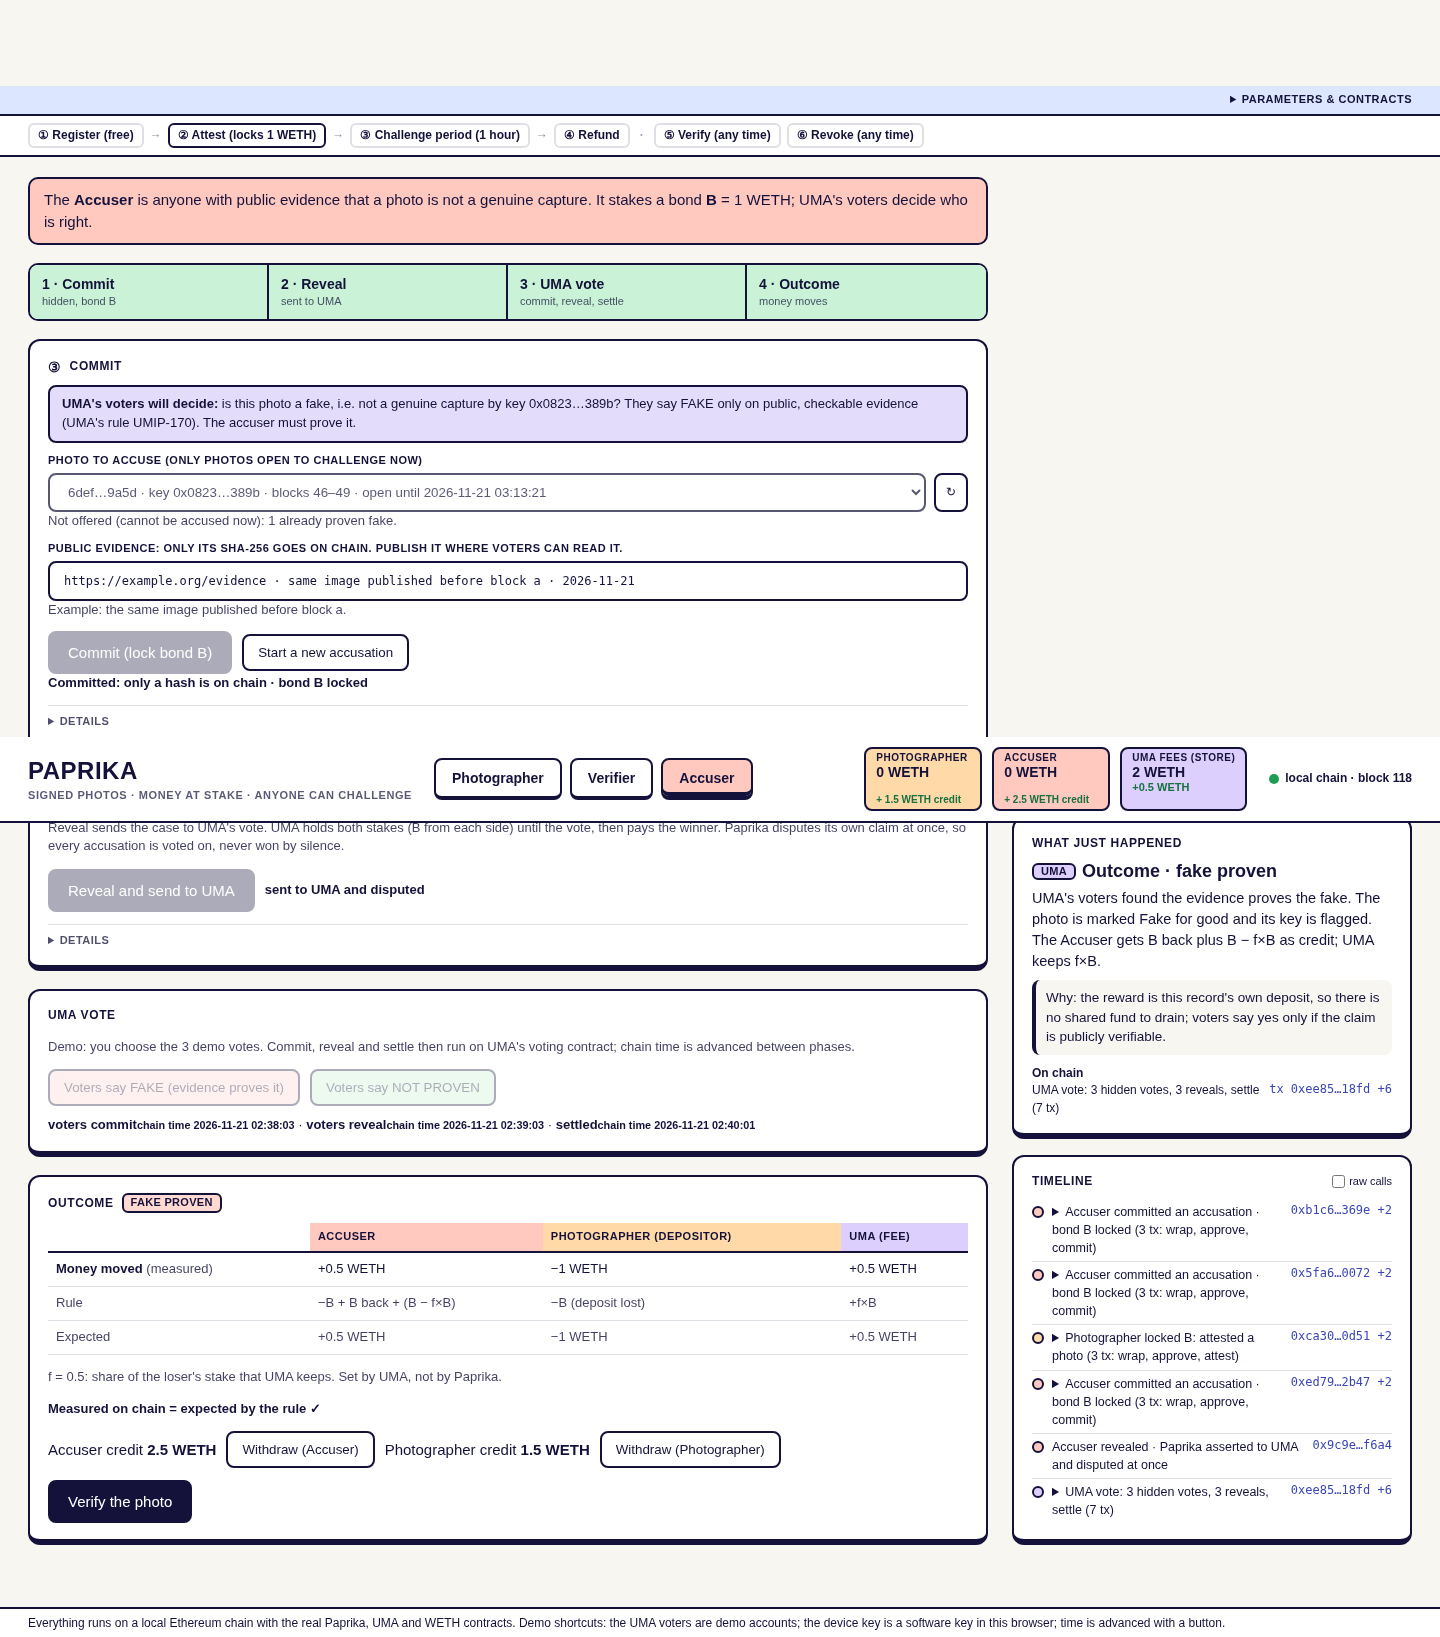 ▶ PARAMETERS & CONTRACTS
① Register (free) → ② Attest (locks 1 WETH) → ③ Challenge period (1 hour) → ④ Refund · ⑤ Verify (any time) ⑥ Revoke (any time)
The Accuser is anyone with public evidence that a photo is not a genuine capture. It stakes a bond B = 1 WETH; UMA's voters decide who
is right.
1 · Commit
hidden, bond B
2 · Reveal
sent to UMA
3 · UMA vote
commit, reveal, settle
4 · Outcome
money moves
③ COMMIT
UMA's voters will decide: is this photo a fake, i.e. not a genuine capture by key 0x0823…389b? They say FAKE only on public, checkable evidence
(UMA's rule UMIP-170). The accuser must prove it.
PHOTO TO ACCUSE (ONLY PHOTOS OPEN TO CHALLENGE NOW)
6def…9a5d · key 0x0823…389b · blocks 46–49 · open until 2026-11-21 03:13:21
↻
Not offered (cannot be accused now): 1 already proven fake.
PUBLIC EVIDENCE: ONLY ITS SHA-256 GOES ON CHAIN. PUBLISH IT WHERE VOTERS CAN READ IT.
https://example.org/evidence · same image published before block a · 2026-11-21
Example: the same image published before block a.
Commit (lock bond B) Start a new accusation
Committed: only a hash is on chain · bond B locked
▶ DETAILS
PAPRIKA
SIGNED PHOTOS · MONEY AT STAKE · ANYONE CAN CHALLENGE
Photographer Verifier Accuser
PHOTOGRAPHER
0 WETH
+ 1.5 WETH credit
ACCUSER
0 WETH
+ 2.5 WETH credit
UMA FEES (STORE)
2 WETH
+0.5 WETH
local chain · block 118
Reveal sends the case to UMA's vote. UMA holds both stakes (B from each side) until the vote, then pays the winner. Paprika disputes its own claim at once, so
every accusation is voted on, never won by silence.
Reveal and send to UMA sent to UMA and disputed
▶ DETAILS
UMA VOTE
Demo: you choose the 3 demo votes. Commit, reveal and settle then run on UMA's voting contract; chain time is advanced between phases.
Voters say FAKE (evidence proves it) Voters say NOT PROVEN
voters commitchain time 2026-11-21 02:38:03 · voters revealchain time 2026-11-21 02:39:03 · settledchain time 2026-11-21 02:40:01
OUTCOME FAKE PROVEN
ACCUSER PHOTOGRAPHER (DEPOSITOR) UMA (FEE)
Money moved (measured) +0.5 WETH −1 WETH +0.5 WETH
Rule −B + B back + (B − f×B) −B (deposit lost) +f×B
Expected +0.5 WETH −1 WETH +0.5 WETH
f = 0.5: share of the loser's stake that UMA keeps. Set by UMA, not by Paprika.
Measured on chain = expected by the rule ✓
Accuser credit 2.5 WETH Withdraw (Accuser) Photographer credit 1.5 WETH Withdraw (Photographer)
Verify the photo
WHAT JUST HAPPENED
UMA Outcome · fake proven
UMA's voters found the evidence proves the fake. The
photo is marked Fake for good and its key is flagged.
The Accuser gets B back plus B − f×B as credit; UMA
keeps f×B.
Why: the reward is this record's own deposit, so there is
no shared fund to drain; voters say yes only if the claim
is publicly verifiable.
On chain
UMA vote: 3 hidden votes, 3 reveals, settle tx 0xee85…18fd +6
(7 tx)
TIMELINE raw calls
▶ Accuser committed an accusation · 0xb1c6…369e +2
bond B locked (3 tx: wrap, approve,
commit)
▶ Accuser committed an accusation · 0x5fa6…0072 +2
bond B locked (3 tx: wrap, approve,
commit)
▶ Photographer locked B: attested a 0xca30…0d51 +2
photo (3 tx: wrap, approve, attest)
▶ Accuser committed an accusation · 0xed79…2b47 +2
bond B locked (3 tx: wrap, approve,
commit)
Accuser revealed · Paprika asserted to UMA 0x9c9e…f6a4
and disputed at once
▶ UMA vote: 3 hidden votes, 3 reveals, 0xee85…18fd +6
settle (7 tx)
Everything runs on a local Ethereum chain with the real Paprika, UMA and WETH contracts. Demo shortcuts: the UMA voters are demo accounts; the device key is a software key in this browser; time is advanced with a button.